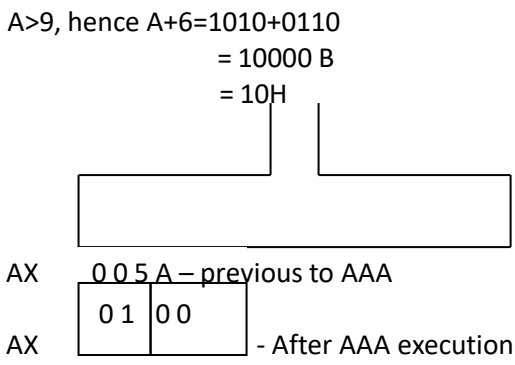 A>9, hence A+6=1010+0110
= 10000 B
= 10H
AX 0 0 5 A – previous to AAA
0 1 0 0
AX - After AAA execution